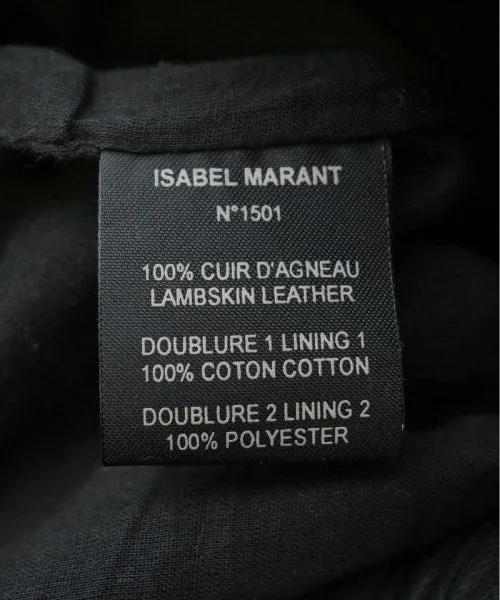 ISABEL MARANT
N°1501
100% CUIR D'AGNEAU
LAMBSKIN LEATHER
DOUBLURE 1 LINING 1
100% COTON COTTON
DOUBLURE 2 LINING 2
100% POLYESTER